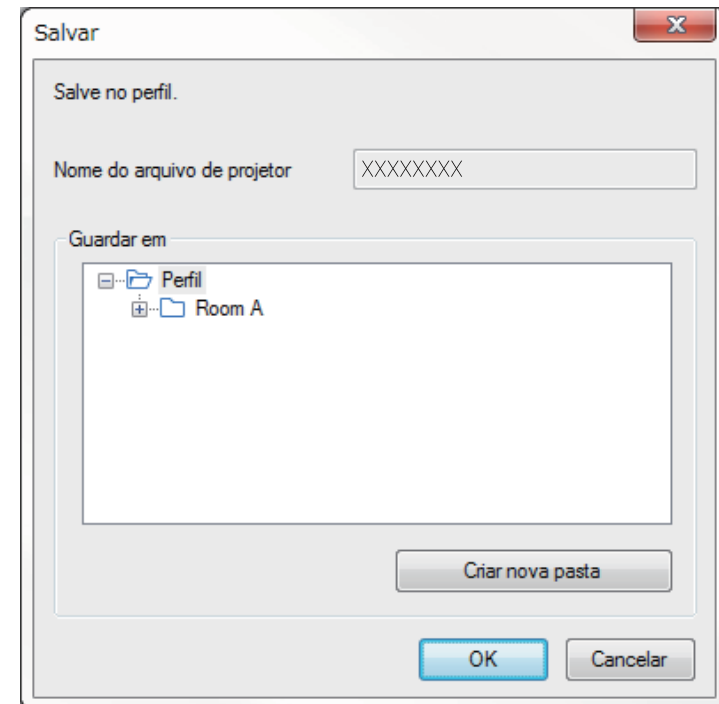 Salvar
Salve no perfil.
Nome do arquivo de projetor XXXXXXXX
Guardar em
Perfil
Room A
Criar nova pasta
OK Cancelar